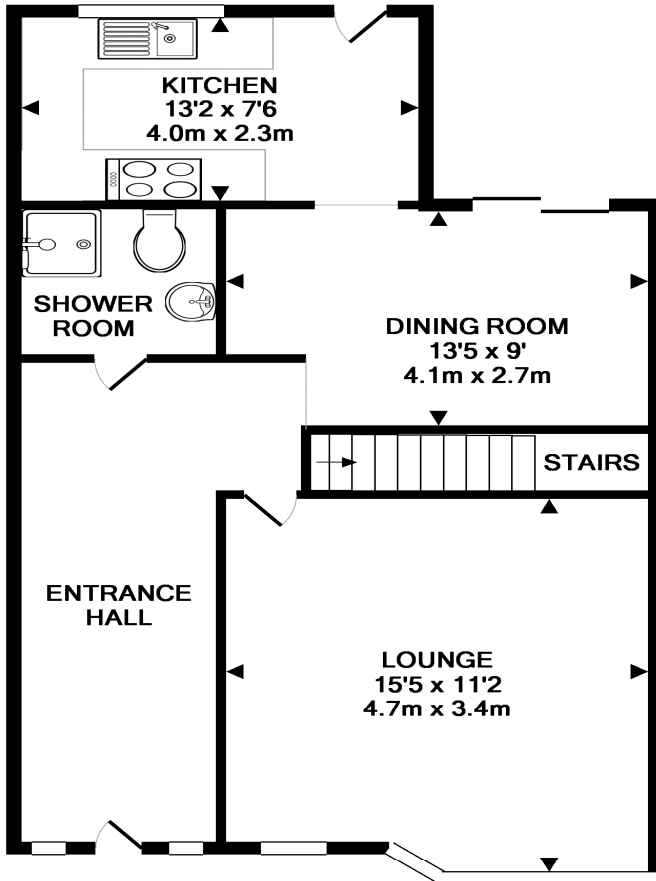 KITCHEN
13'2 x 7'6
4.0m x 2.3m
SHOWER
ROOM
DINING ROOM
13'5 x 9'
4.1m x 2.7m
STAIRS
ENTRANCE
HALL
LOUNGE
15'5 x 11'2
4.7m x 3.4m